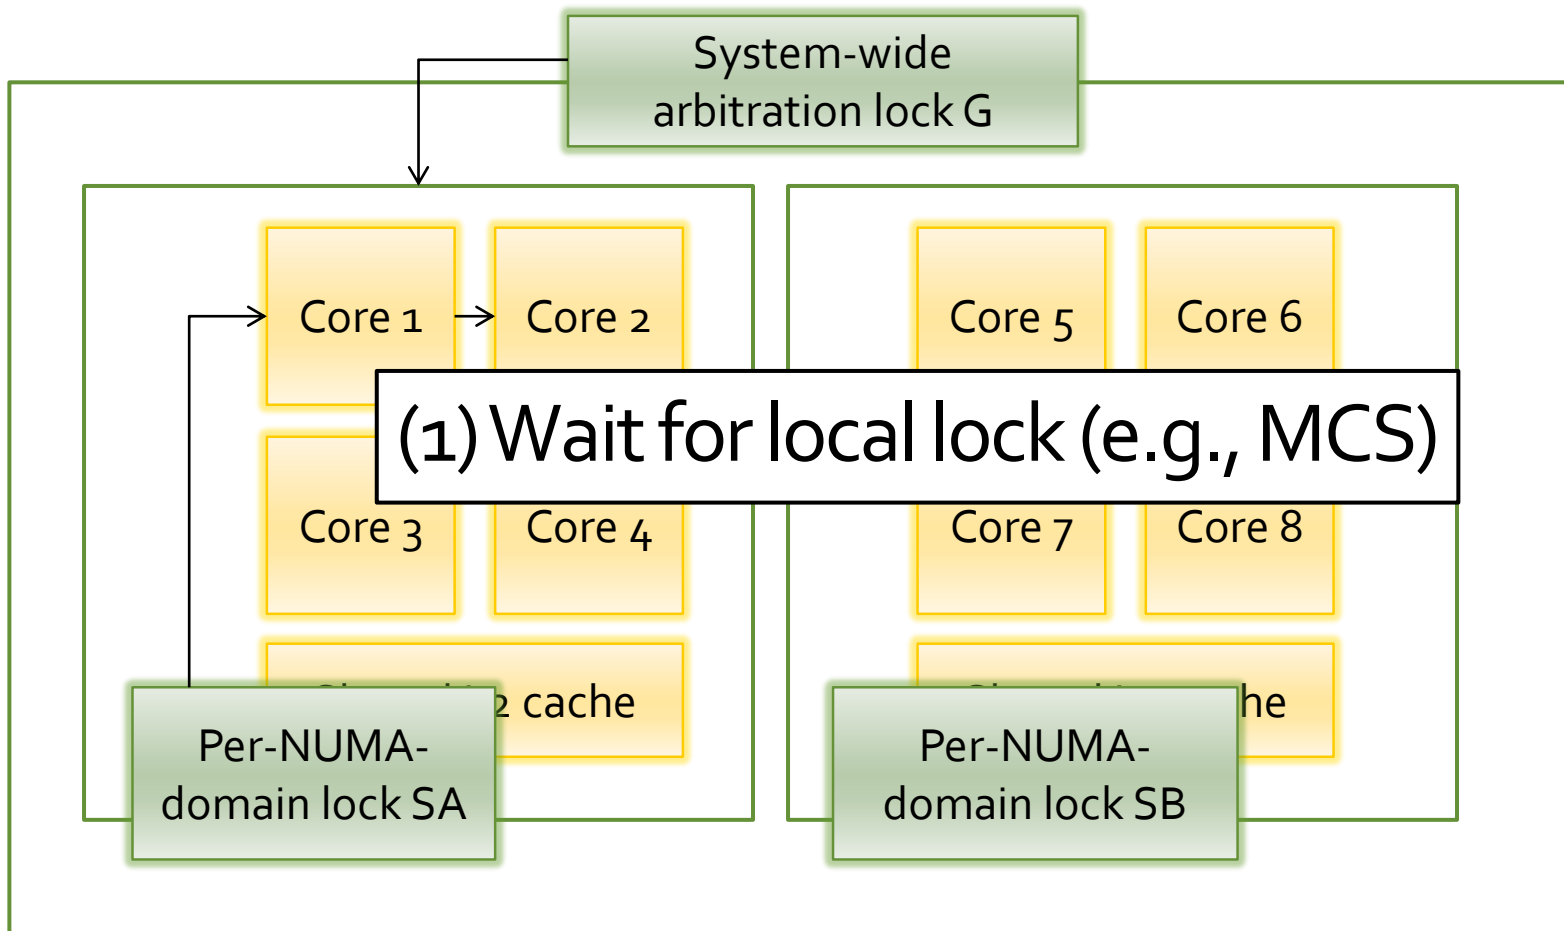 System-wide
arbitration lock G
Core 1
Core 2
Core 5
Core 6
(1) Wait for local lock (e.g., MCS)
Core 3
Core 4
Core 7
Core 8
2 cache
Per-NUMA-
domain lock SA
Per-NUMA-
domain lock SB